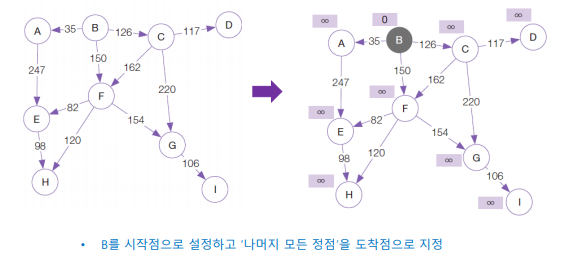 A 35 B 126 C 117 D
247 150 162
E 82 F 220
98 120 154 G
H 106 I
∞ 0 ∞ ∞
A 35 B 126 C 117 D
247 150 162
∞ E 82 ∞ F 220
98 120 154 ∞ G
∞ H 106 ∞ I
• B를 시작점으로 설정하고 '나머지 모든 정점'을 도착점으로 지정